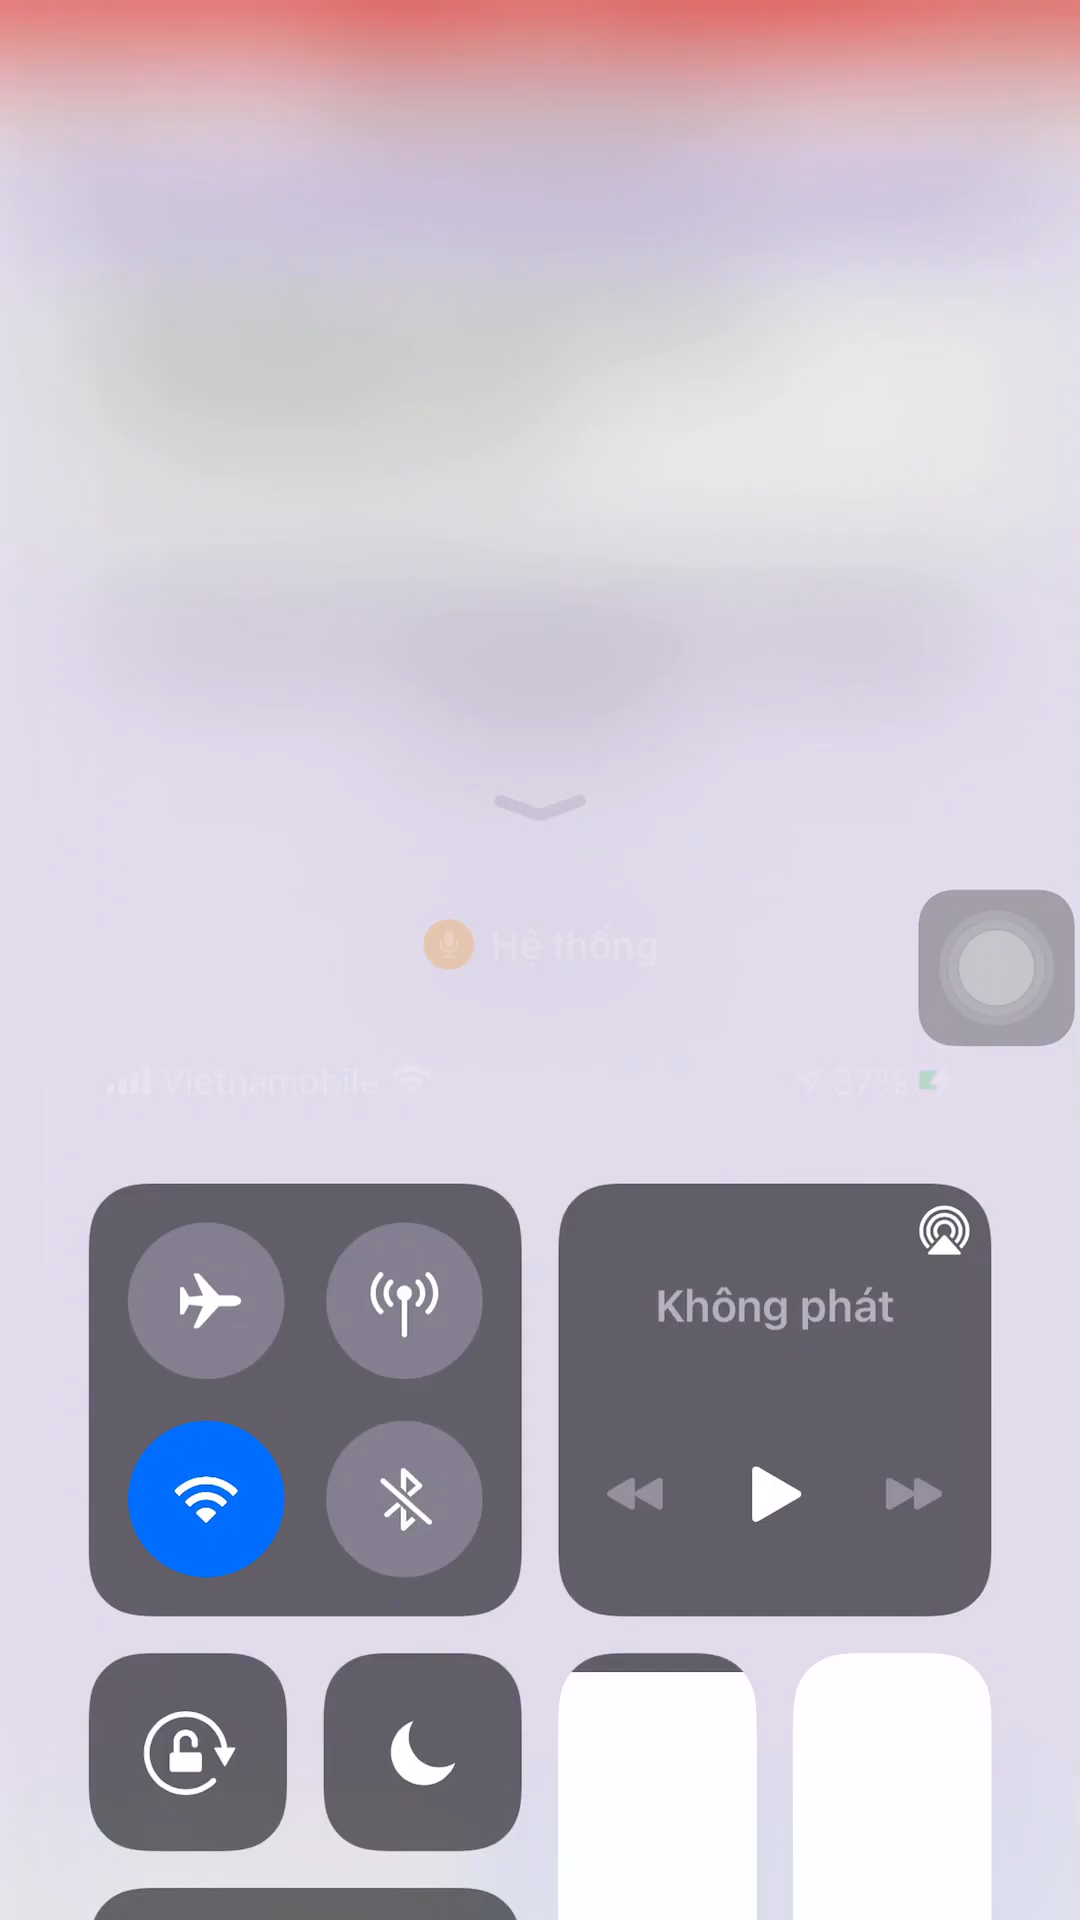 Hệ thống
Vietnamobile
37%
Không phát